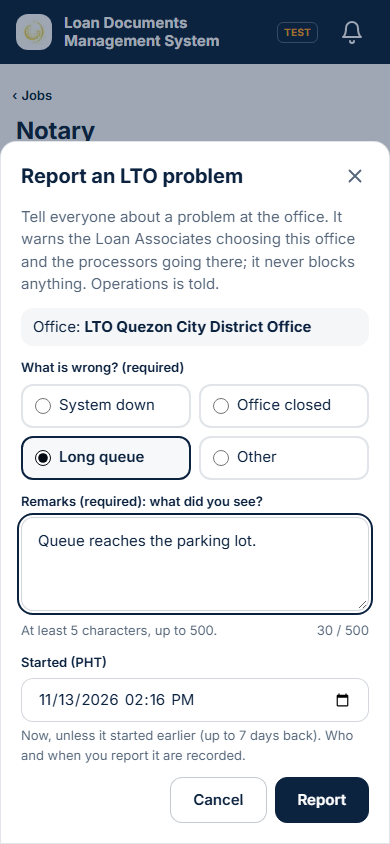 Loan Documents
Management System
TEST
‹ Jobs
Notary
Report an LTO problem
Tell everyone about a problem at the office. It
warns the Loan Associates choosing this office
and the processors going there; it never blocks
anything. Operations is told.
Office: LTO Quezon City District Office
What is wrong? (required)
System down
Office closed
Long queue
Other
Remarks (required): what did you see?
Queue reaches the parking lot.
At least 5 characters, up to 500.
30 / 500
Started (PHT)
11/13/2026 02:16 PM
Now, unless it started earlier (up to 7 days back). Who
and when you report it are recorded.
Cancel
Report